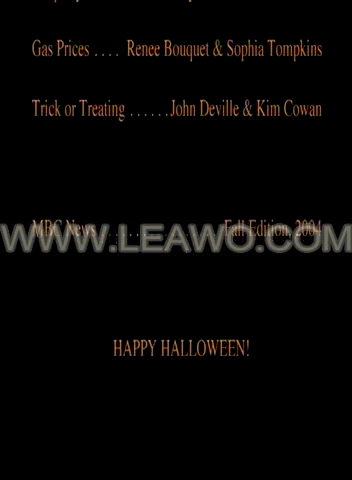 Gas Prices .... Renee Bouquet & Sophia Tompkins
Trick or Treating ......John Deville & Kim Cowan
MBC News ..................Fall Edition, 2004
WWW.LEAWO.COM
HAPPY HALLOWEEN!